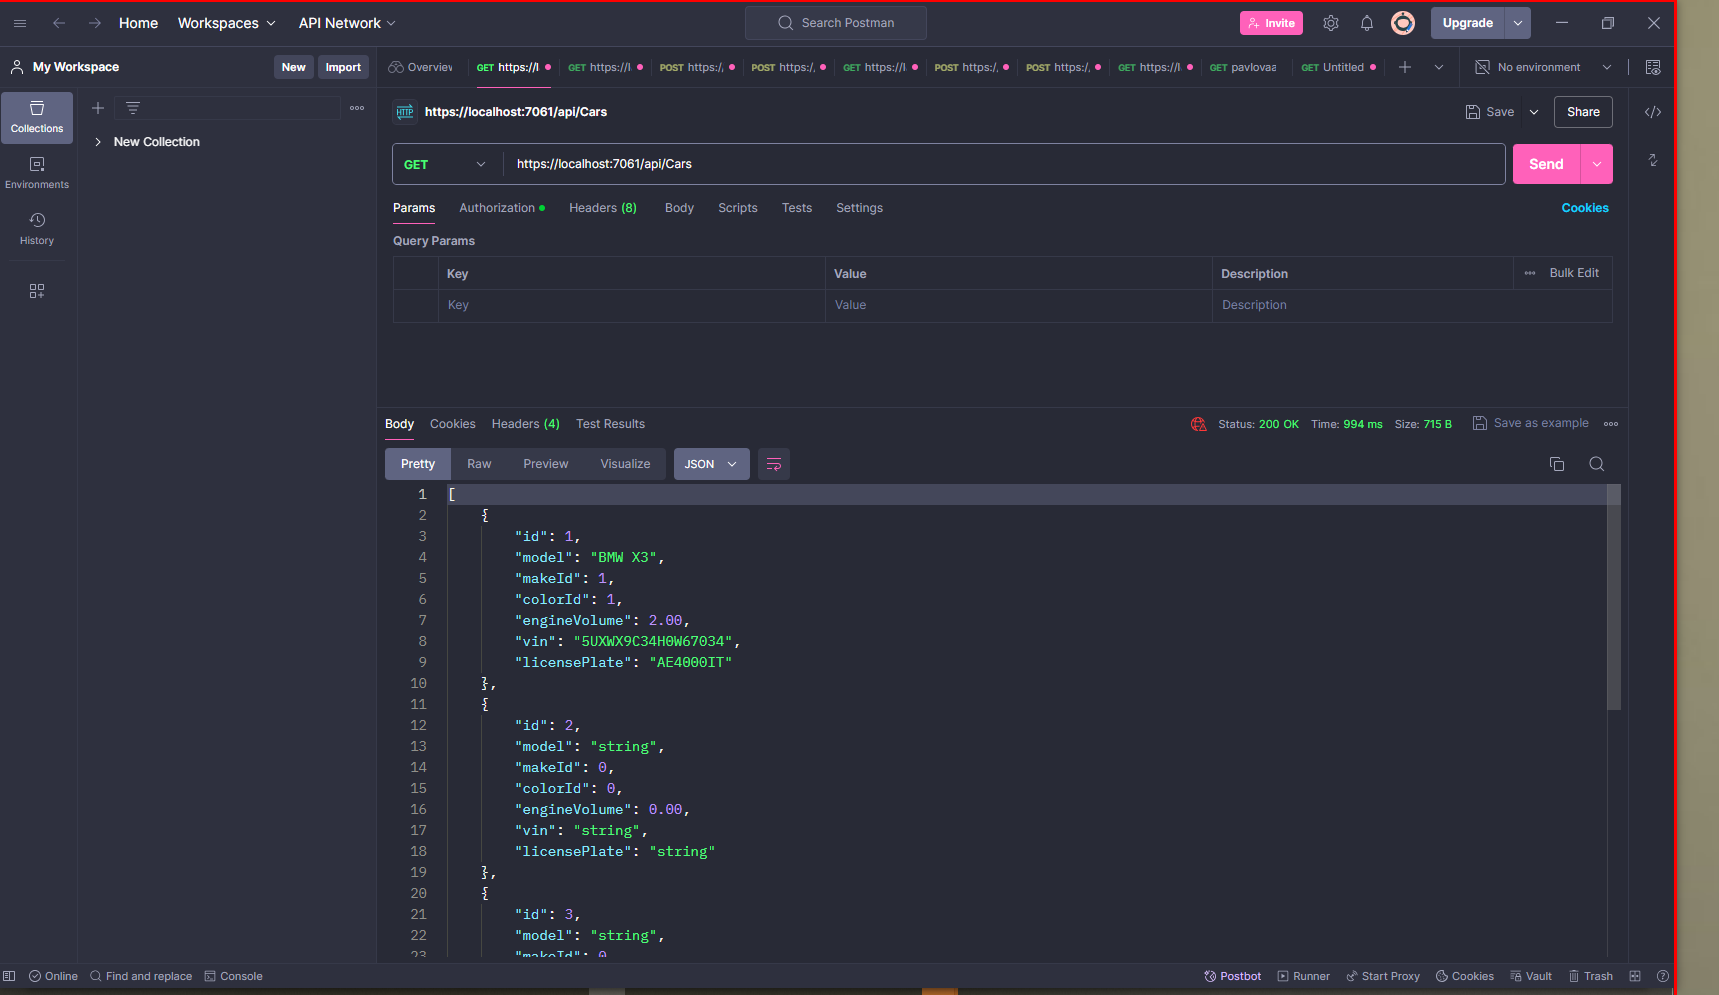 Home Workspaces API Network Search Postman Invite Upgrade
My Workspace New Import Overview GET https://l GET https://l POST https:/ POST https:/ GET https://l POST https:/ POST https:/ GET https://l GET pavlovaa GET Untitled No environment
Collections
Environments
History
New Collection
HTTP https://localhost:7061/api/Cars Save Share
GET https://localhost:7061/api/Cars Send
Params Authorization Headers (8) Body Scripts Tests Settings Cookies
Query Params
Key Value Description Bulk Edit
Key Value Description
Body Cookies Headers (4) Test Results Status: 200 OK Time: 994 ms Size: 715 B Save as example
Pretty Raw Preview Visualize JSON
1 [
2 {
3 "id": 1,
4 "model": "BMW X3",
5 "makeId": 1,
6 "colorId": 1,
7 "engineVolume": 2.00,
8 "vin": "5UXWX9C34H0W67034",
9 "licensePlate": "AE4000IT"
10 },
11 {
12 "id": 2,
13 "model": "string",
14 "makeId": 0,
15 "colorId": 0,
16 "engineVolume": 0.00,
17 "vin": "string",
18 "licensePlate": "string"
19 },
20 {
21 "id": 3,
22 "model": "string",
23 "makeId": 0
Online Find and replace Console Postbot Runner Start Proxy Cookies Vault Trash